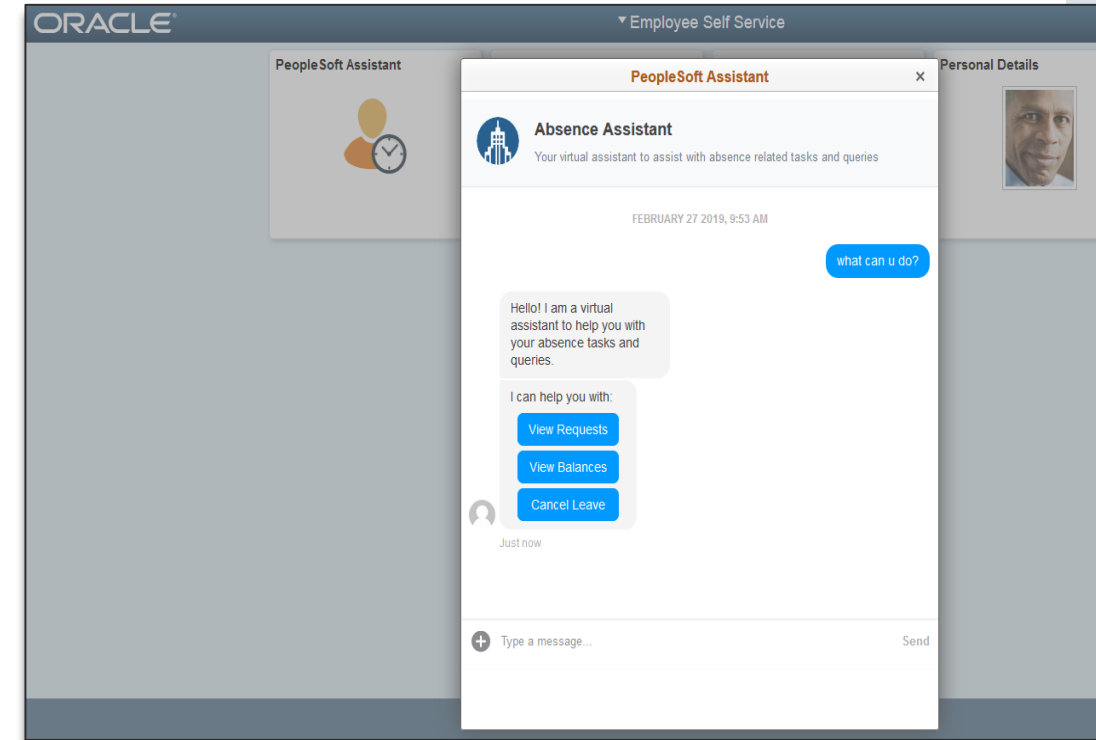 ORACLE
Employee Self Service
PeopleSoft Assistant
Personal Details
PeopleSoft Assistant
×
Absence Assistant
Your virtual assistant to assist with absence related tasks and queries
FEBRUARY 27 2019, 9:53 AM
what can u do?
Hello! I am a virtual
assistant to help you with
your absence tasks and
queries.
I can help you with:
View Requests
View Balances
Cancel Leave
Just now
Type a message...
Send